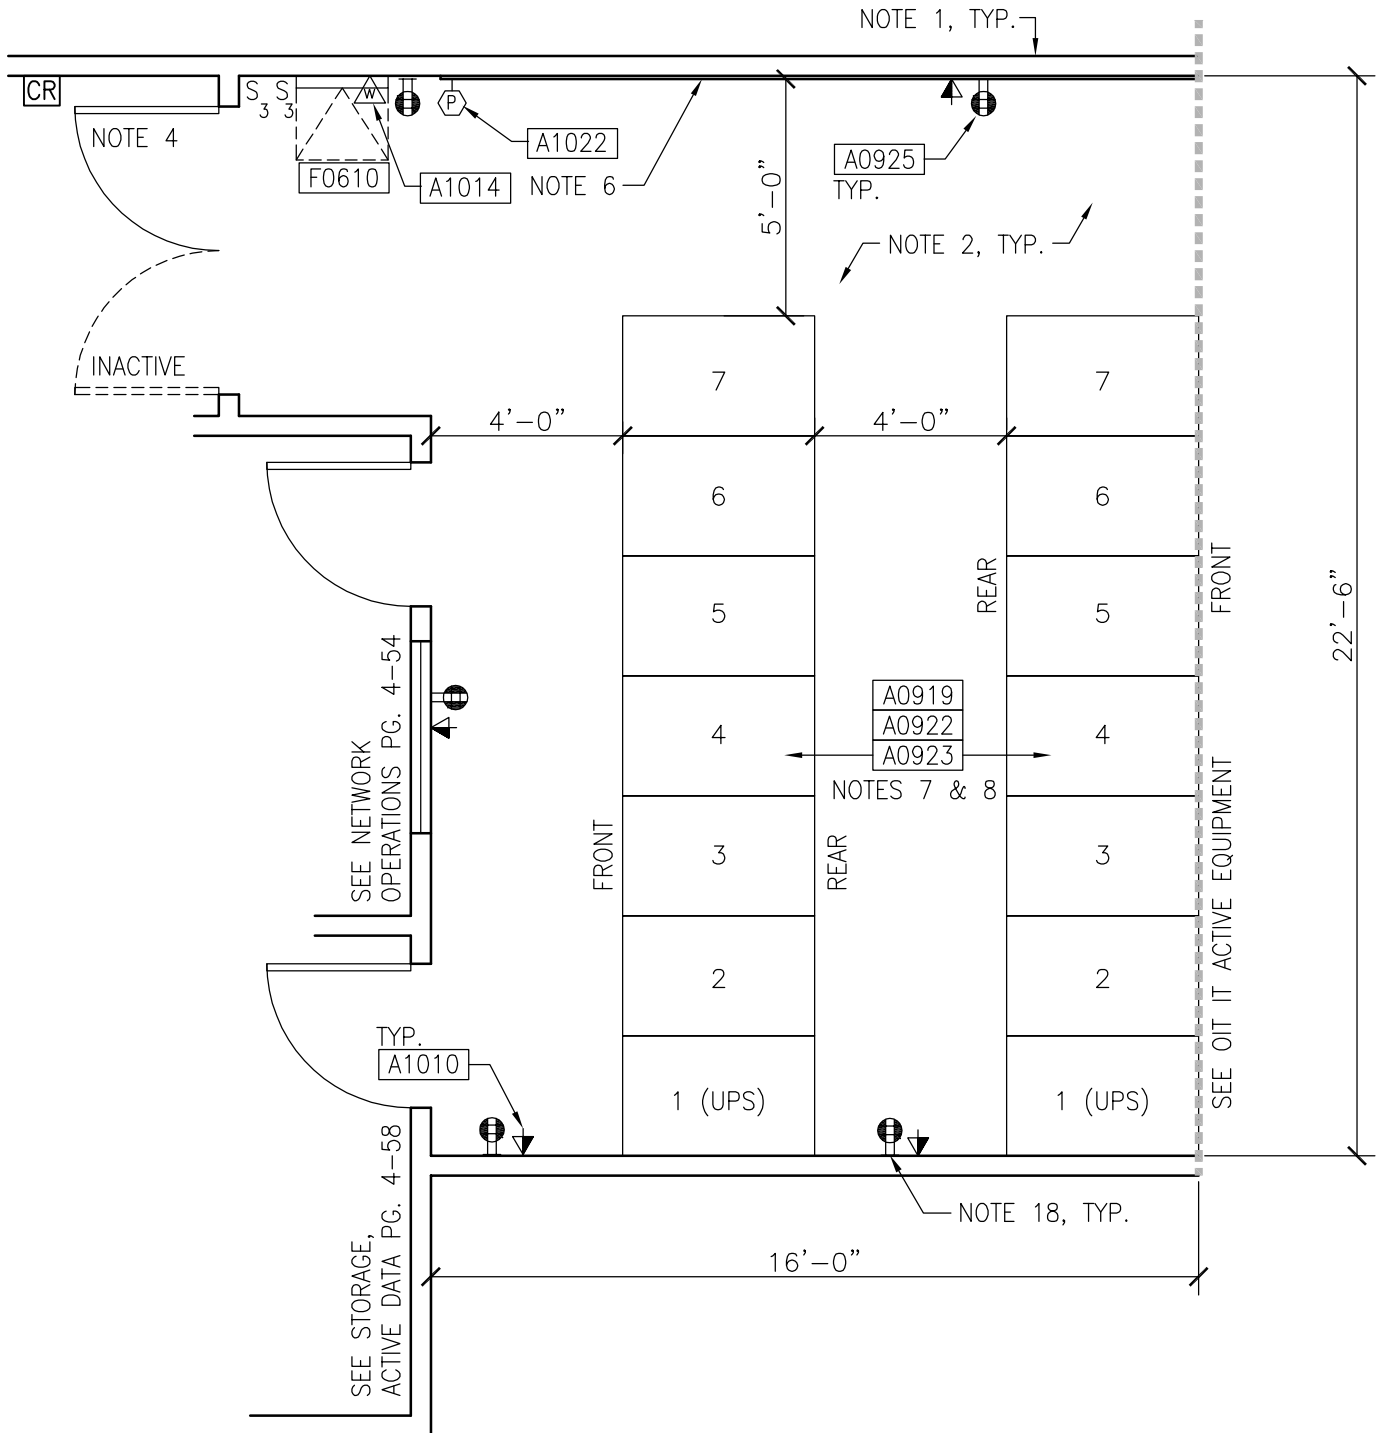 NOTE 1, TYP.
CR
S S
3 3
W
P
NOTE 4
A1022
A0925
TYP.
F0610
A1014
NOTE 6
5'-0"
NOTE 2, TYP.
INACTIVE
7
7
4'-0"
4'-0"
6
6
REAR
FRONT
5
5
22'-6"
SEE NETWORK
OPERATIONS PG. 4-54
4
A0919
A0922
A0923
NOTES 7 & 8
4
FRONT
3
REAR
3
SEE OIT IT ACTIVE EQUIPMENT
2
2
TYP.
A1010
1 (UPS)
1 (UPS)
SEE STORAGE,
ACTIVE DATA PG. 4-58
NOTE 18, TYP.
16'-0"